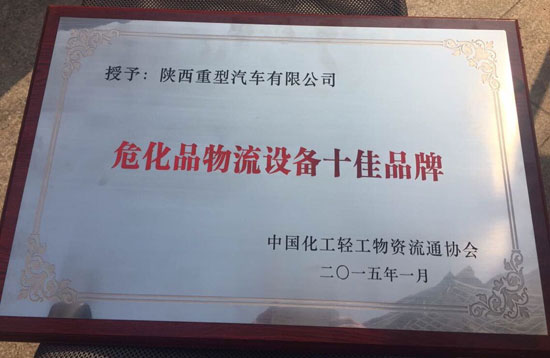 授予：陕西重型汽车有限公司
危化品物流设备十佳品牌
中国化工轻工物资流通协会
二〇一五年一月